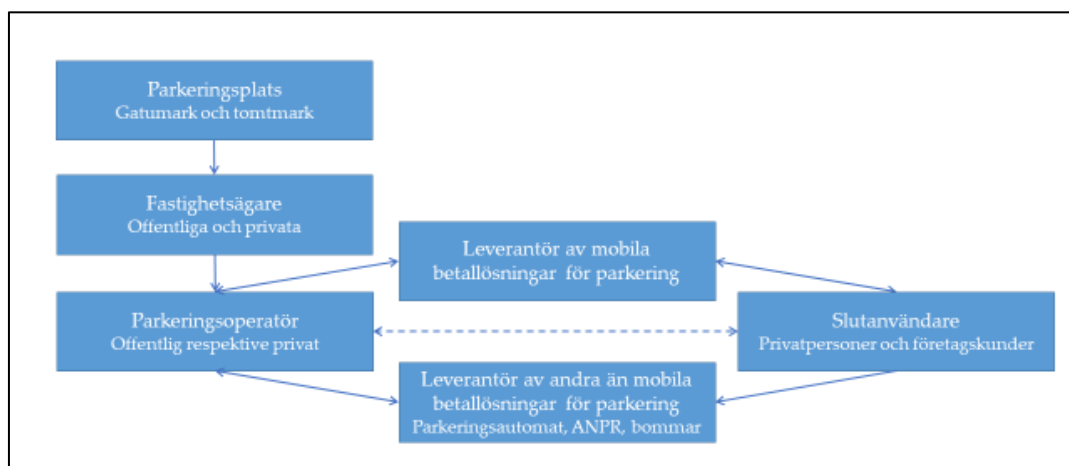 Parkeringsplats
Gatumark och tomtmark
Fastighetsägare
Offentliga och privata
Leverantör av mobila
betallösningar för parkering
Parkeringsoperatör
Offentlig respektive privat
Slutanvändare
Privatpersoner och företagskunder
Leverantör av andra än mobila
betallösningar för parkering
Parkeringsautomat, ANPR, bommar